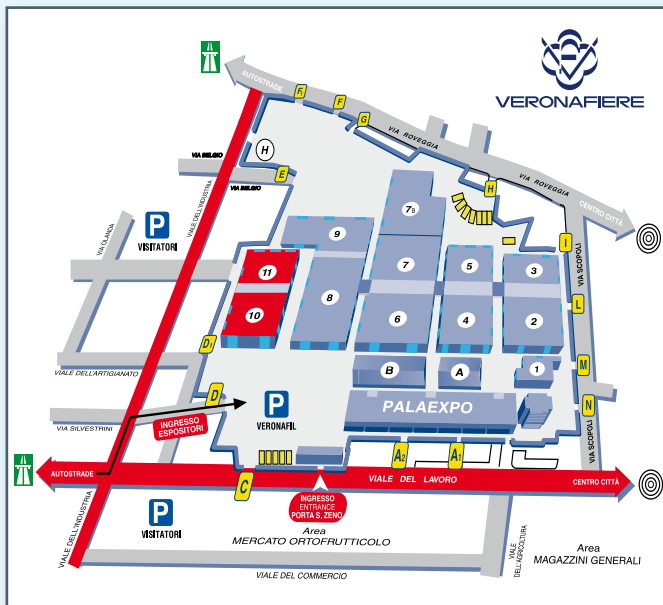 VERONAFIERE
AUTOSTRADE
F₁
F
G
VIA ROVEGGIA
H
VIA BELGIO
E
VIA BELGIO
H
VIA ROVEGGIA
CENTRO CITTÀ
I
VIALE DELL'INDUSTRIA
P
VISITATORI
VIA OLANDA
7B
9
7
5
3
11
8
10
6
4
2
VIA SCOPOLI
L
D₁
VIALE DELL'ARTIGIANATO
B
A
1
M
D
P
VERONAFIL
PALAEXPO
N
VIA SILVESTRINI
INGRESSO
ESPOSITORI
VIA SCOPOLI
A₂
A₁
AUTOSTRADE
C
VIALE DEL LAVORO
CENTRO CITTÀ
INGRESSO
ENTRANCE
PORTA S. ZENO
P
VISITATORI
VIALE DELL'INDUSTRIA
Area
MERCATO ORTOFRUTTICOLO
VIALE
DELL'AGRICOLTURA
Area
MAGAZZINI GENERALI
VIALE DEL COMMERCIO